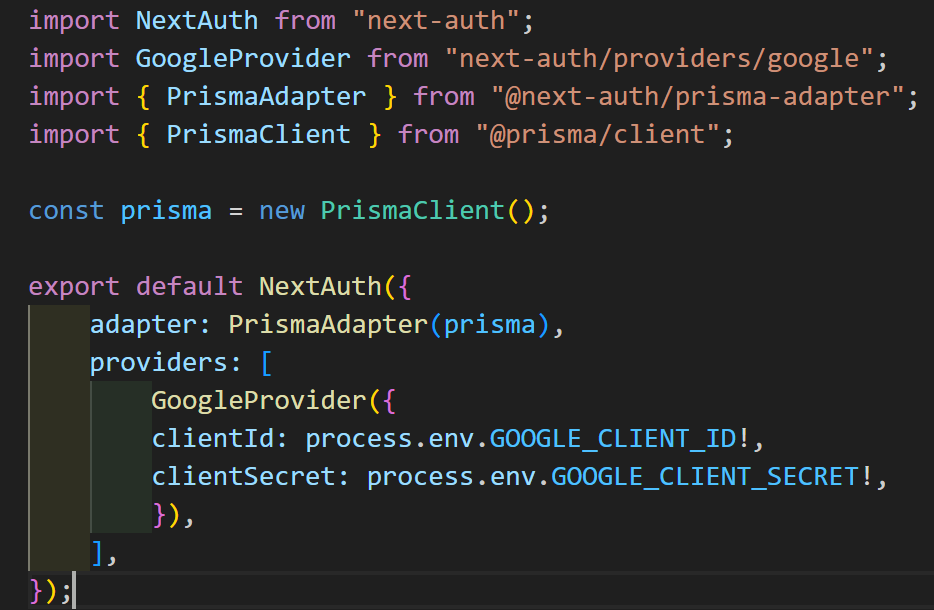 import NextAuth from "next-auth";
import GoogleProvider from "next-auth/providers/google";
import { PrismaAdapter } from "@next-auth/prisma-adapter";
import { PrismaClient } from "@prisma/client";

const prisma = new PrismaClient();

export default NextAuth({
    adapter: PrismaAdapter(prisma),
    providers: [
        GoogleProvider({
        clientId: process.env.GOOGLE_CLIENT_ID!,
        clientSecret: process.env.GOOGLE_CLIENT_SECRET!,
        }),
    ],
});